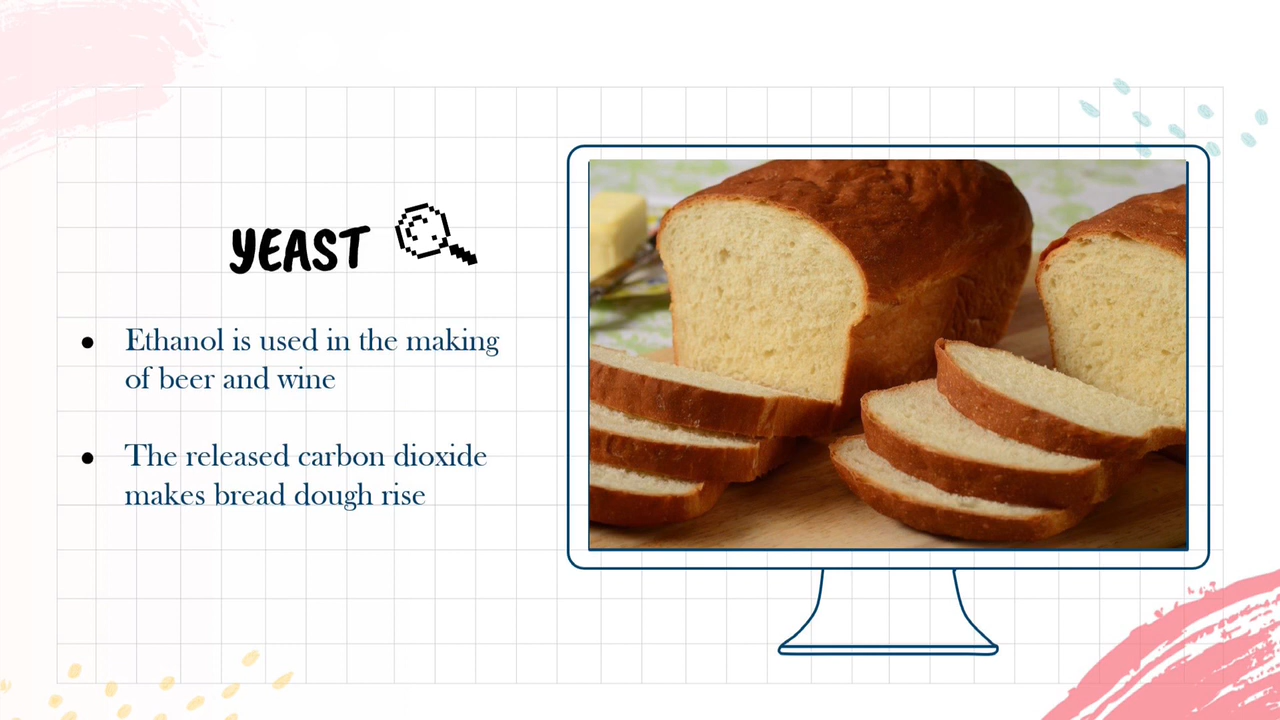 YEAST
● Ethanol is used in the making
of beer and wine
● The released carbon dioxide
makes bread dough rise